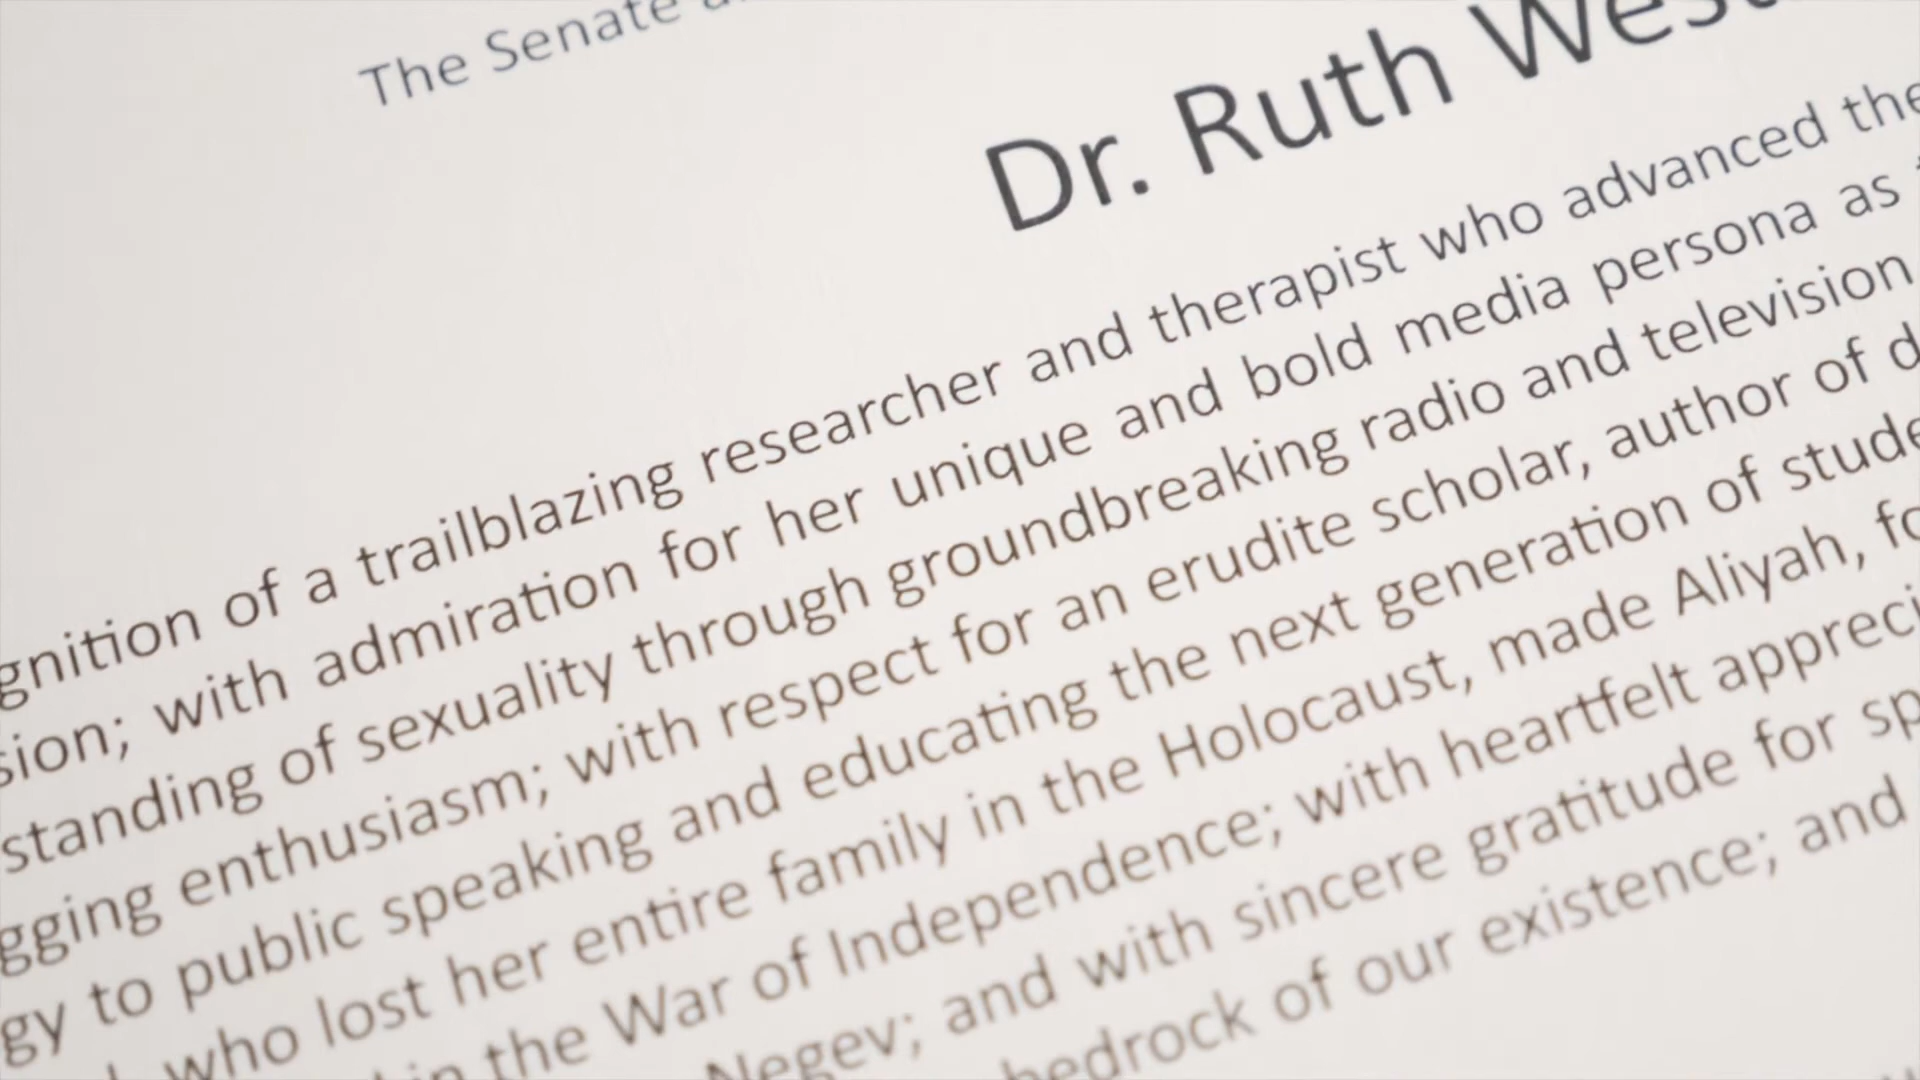 The Senate a
Dr. Ruth West
gnition of a trailblazing researcher and therapist who advanced the
sion; with admiration for her unique and bold media persona as
standing of sexuality through groundbreaking radio and television
gging enthusiasm; with respect for an erudite scholar, author of d
gy to public speaking and educating the next generation of stude
who lost her entire family in the Holocaust, made Aliyah, fo
in the War of Independence; with heartfelt appreci
Negev; and with sincere gratitude for sp
bedrock of our existence; and